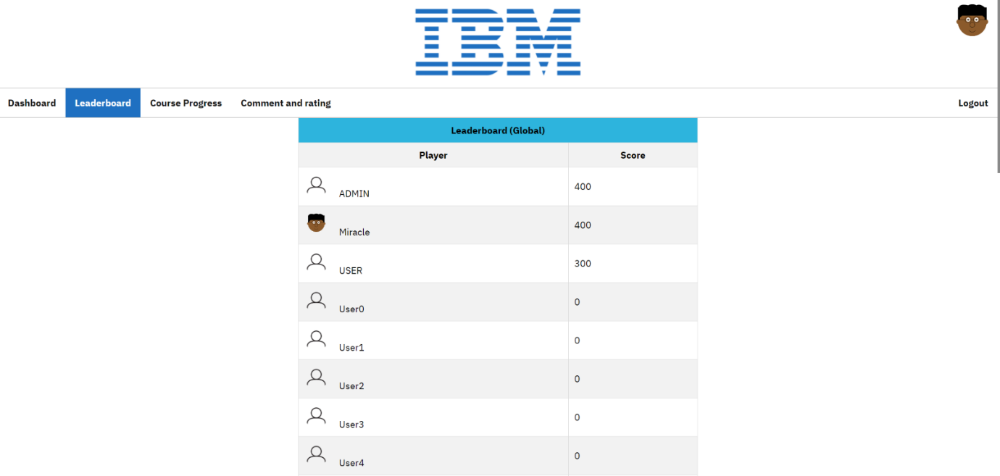 IBM
Dashboard Leaderboard Course Progress Comment and rating Logout
Leaderboard (Global)
Player Score
ADMIN 400
Miracle 400
USER 300
User0 0
User1 0
User2 0
User3 0
User4 0